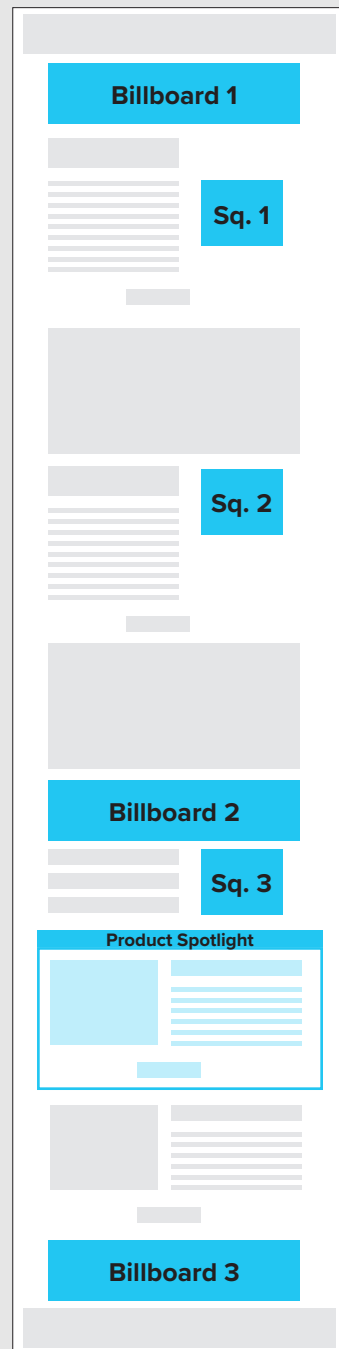 Billboard 1
Sq. 1
Sq. 2
Billboard 2
Sq. 3
Product Spotlight
Billboard 3